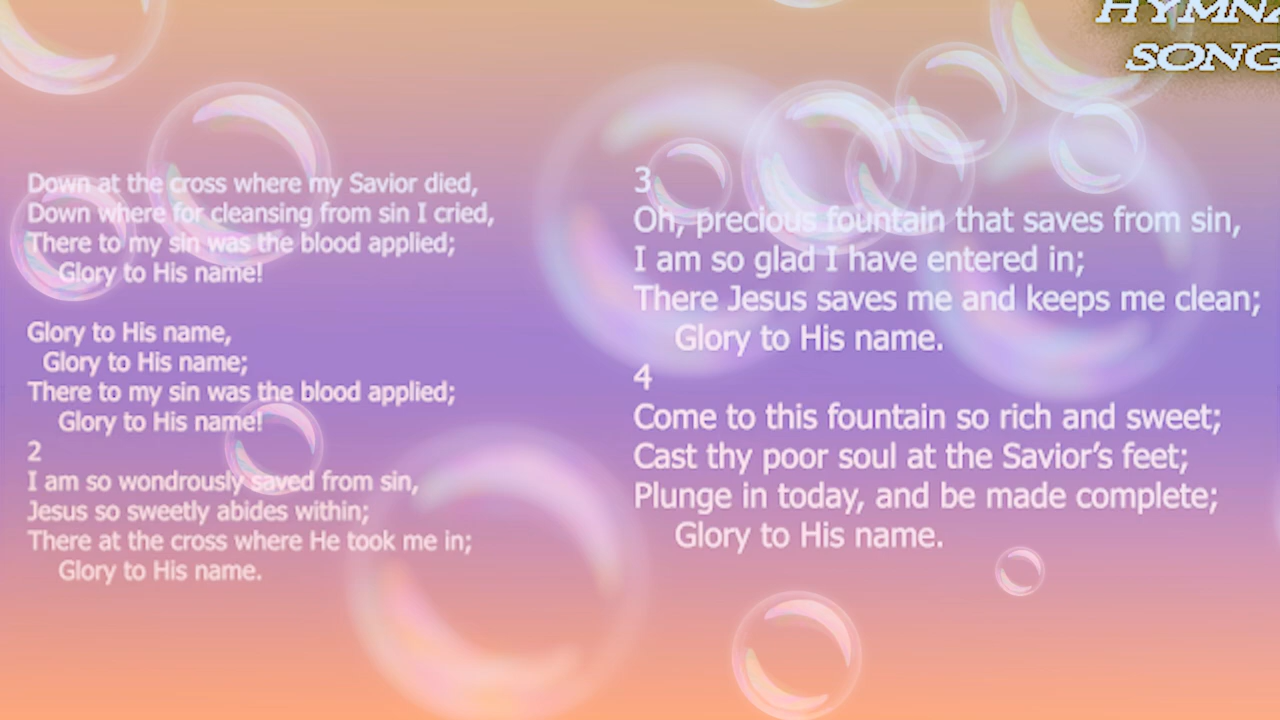 Down at the cross where my Savior died,
Down where for cleansing from sin I cried,
There to my sin was the blood applied;
Glory to His name!
Glory to His name,
Glory to His name;
There to my sin was the blood applied;
Glory to His name!
2
I am so wondrously saved from sin,
Jesus so sweetly abides within;
There at the cross where He took me in;
Glory to His name.
3
Oh, precious fountain that saves from sin,
I am so glad I have entered in;
There Jesus saves me and keeps me clean;
Glory to His name.
4
Come to this fountain so rich and sweet;
Cast thy poor soul at the Savior’s feet;
Plunge in today, and be made complete;
Glory to His name.
SONG